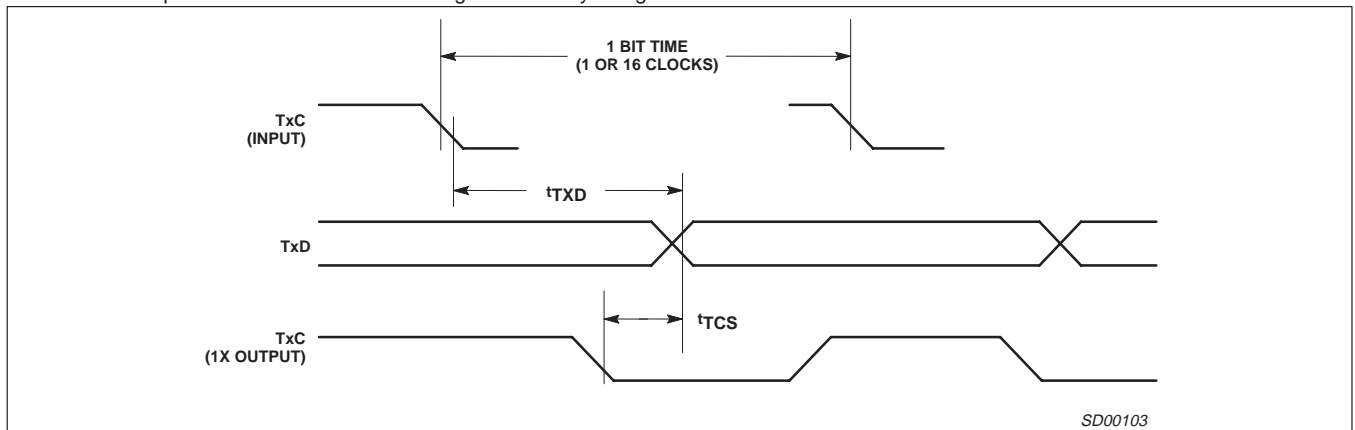 1 BIT TIME
(1 OR 16 CLOCKS)
TxC
(INPUT)
tTXD
TxD
tTCS
TxC
(1X OUTPUT)
SD00103